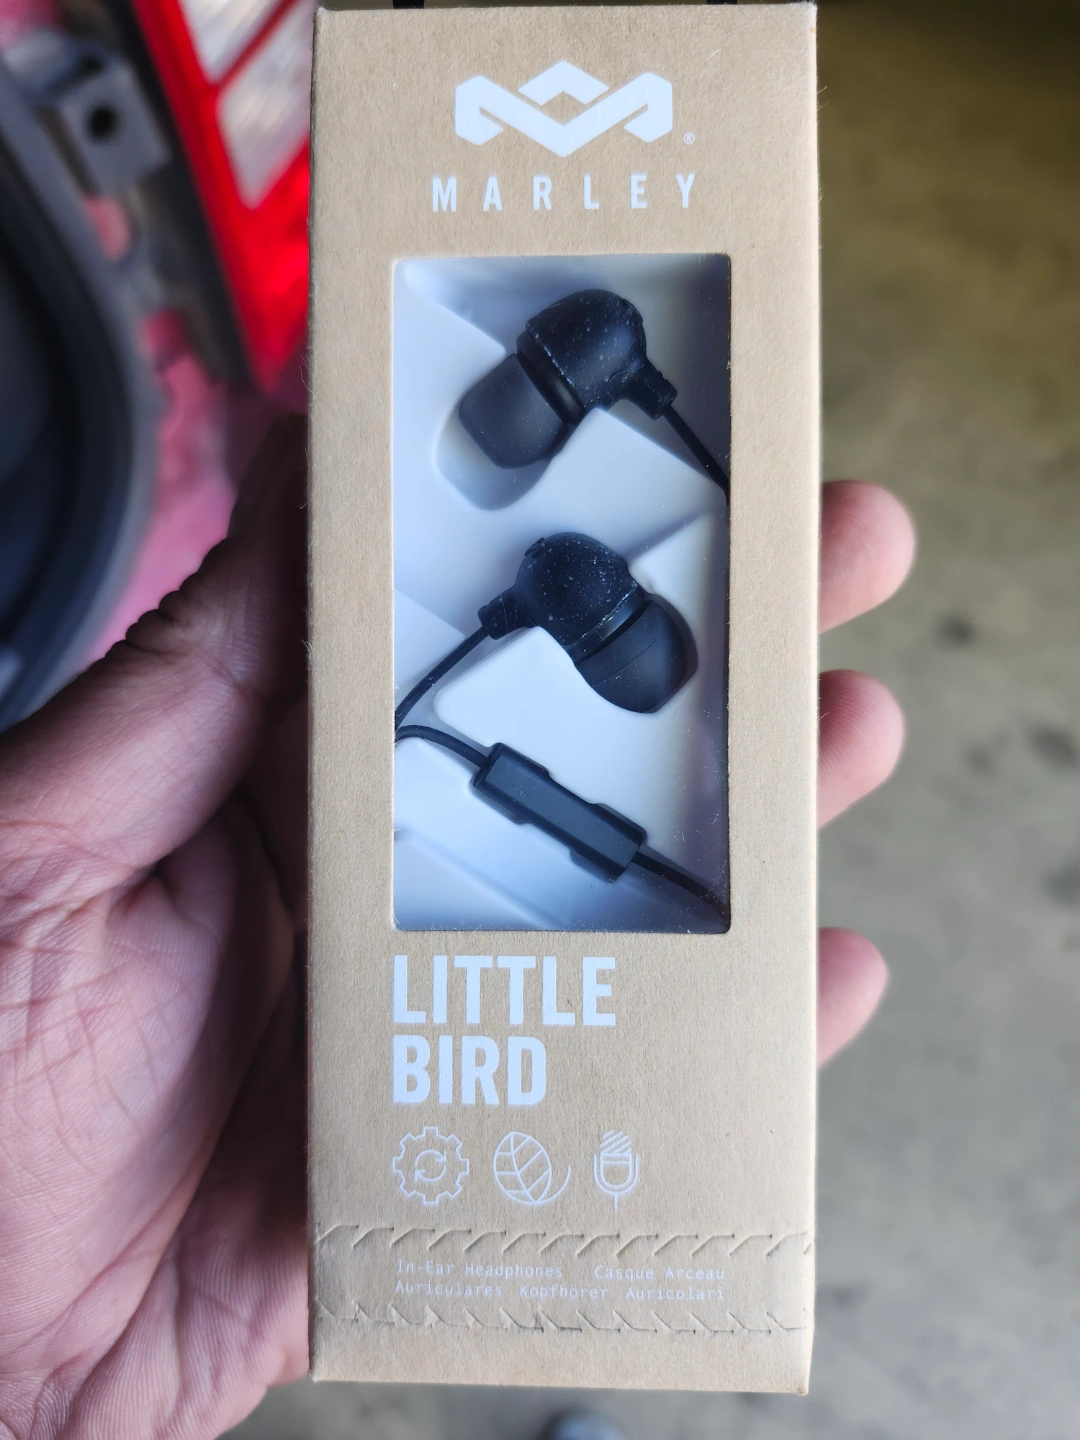 ®
MARLEY
LITTLE
BIRD
In-Ear Headphones Casque Arceau
Auriculares Kopfhörer Auricolari